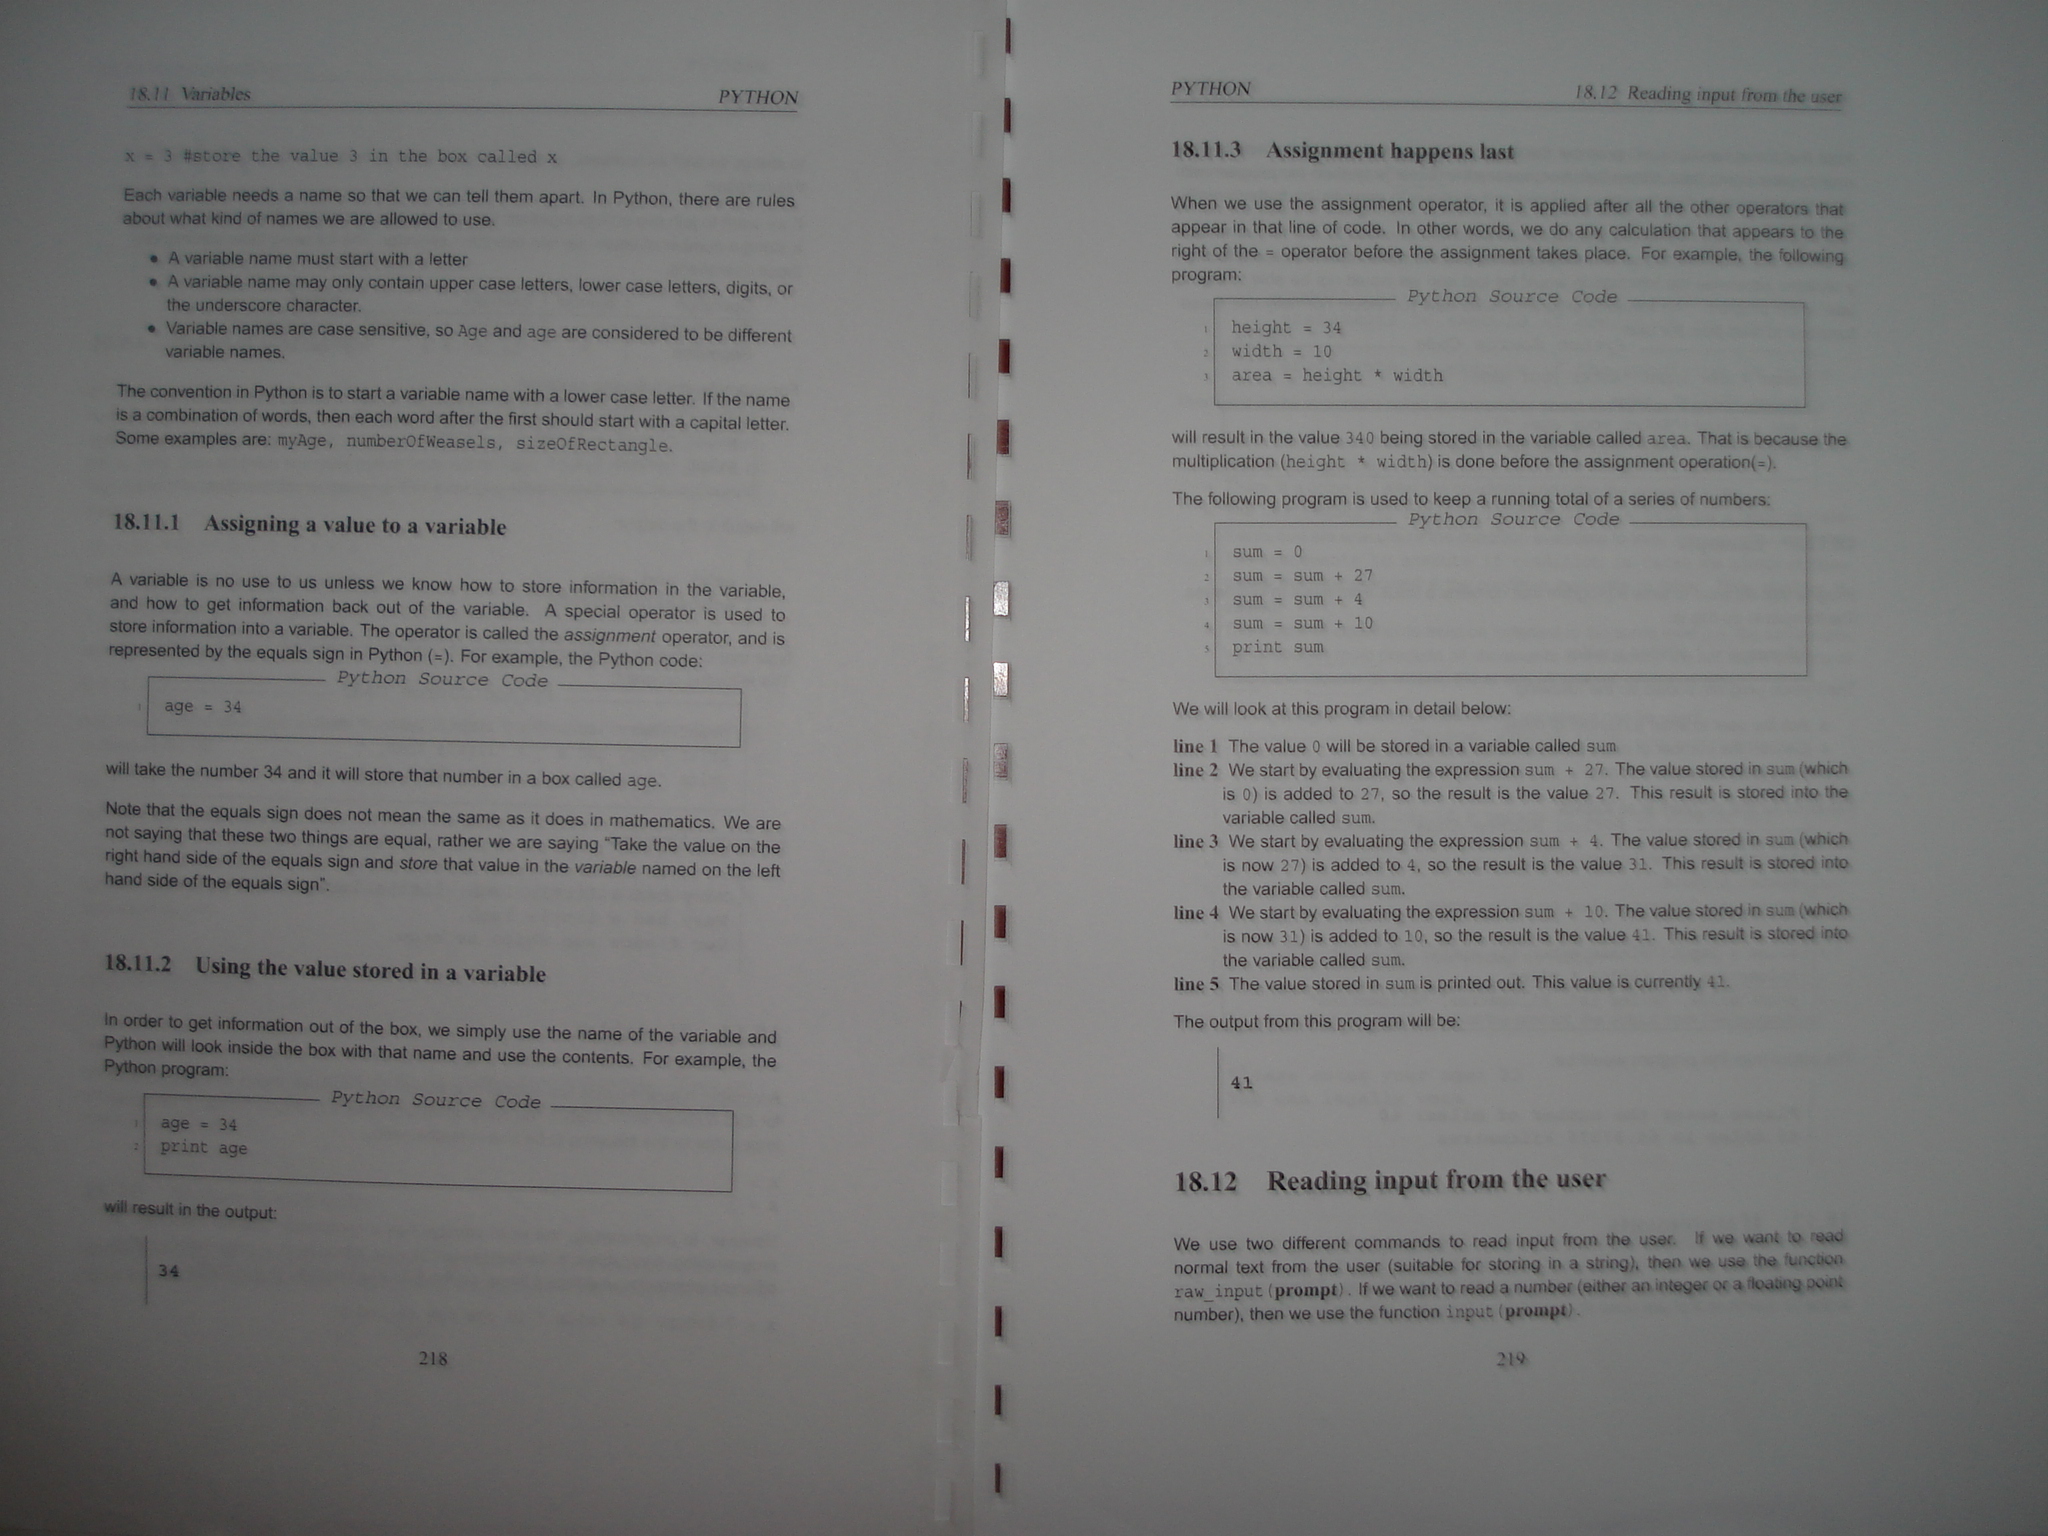 18.11 Variables PYTHON
x = 3 #store the value 3 in the box called x
Each variable needs a name so that we can tell them apart. In Python, there are rules
about what kind of names we are allowed to use.
• A variable name must start with a letter
• A variable name may only contain upper case letters, lower case letters, digits, or
the underscore character.
• Variable names are case sensitive, so Age and age are considered to be different
variable names.
The convention in Python is to start a variable name with a lower case letter. If the name
is a combination of words, then each word after the first should start with a capital letter.
Some examples are: myAge, numberOfWeasels, sizeOfRectangle.
18.11.1 Assigning a value to a variable
A variable is no use to us unless we know how to store information in the variable,
and how to get information back out of the variable. A special operator is used to
store information into a variable. The operator is called the assignment operator, and is
represented by the equals sign in Python (=). For example, the Python code:
Python Source Code
1 age = 34
will take the number 34 and it will store that number in a box called age.
Note that the equals sign does not mean the same as it does in mathematics. We are
not saying that these two things are equal, rather we are saying “Take the value on the
right hand side of the equals sign and store that value in the variable named on the left
hand side of the equals sign”.
18.11.2 Using the value stored in a variable
In order to get information out of the box, we simply use the name of the variable and
Python will look inside the box with that name and use the contents. For example, the
Python program:
Python Source Code
1 age = 34
2 print age
will result in the output:
34
218
PYTHON 18.12 Reading input from the user
18.11.3 Assignment happens last
When we use the assignment operator, it is applied after all the other operators that
appear in that line of code. In other words, we do any calculation that appears to the
right of the = operator before the assignment takes place. For example, the following
program:
Python Source Code
1 height = 34
2 width = 10
3 area = height * width
will result in the value 340 being stored in the variable called area. That is because the
multiplication (height * width) is done before the assignment operation(=).
The following program is used to keep a running total of a series of numbers:
Python Source Code
1 sum = 0
2 sum = sum + 27
3 sum = sum + 4
4 sum = sum + 10
5 print sum
We will look at this program in detail below:
line 1 The value 0 will be stored in a variable called sum
line 2 We start by evaluating the expression sum + 27. The value stored in sum (which
is 0) is added to 27, so the result is the value 27. This result is stored into the
variable called sum.
line 3 We start by evaluating the expression sum + 4. The value stored in sum (which
is now 27) is added to 4, so the result is the value 31. This result is stored into
the variable called sum.
line 4 We start by evaluating the expression sum + 10. The value stored in sum (which
is now 31) is added to 10, so the result is the value 41. This result is stored into
the variable called sum.
line 5 The value stored in sum is printed out. This value is currently 41.
The output from this program will be:
41
18.12 Reading input from the user
We use two different commands to read input from the user. If we want to read
normal text from the user (suitable for storing in a string), then we use the function
raw_input(prompt). If we want to read a number (either an integer or a floating point
number), then we use the function input(prompt).
219